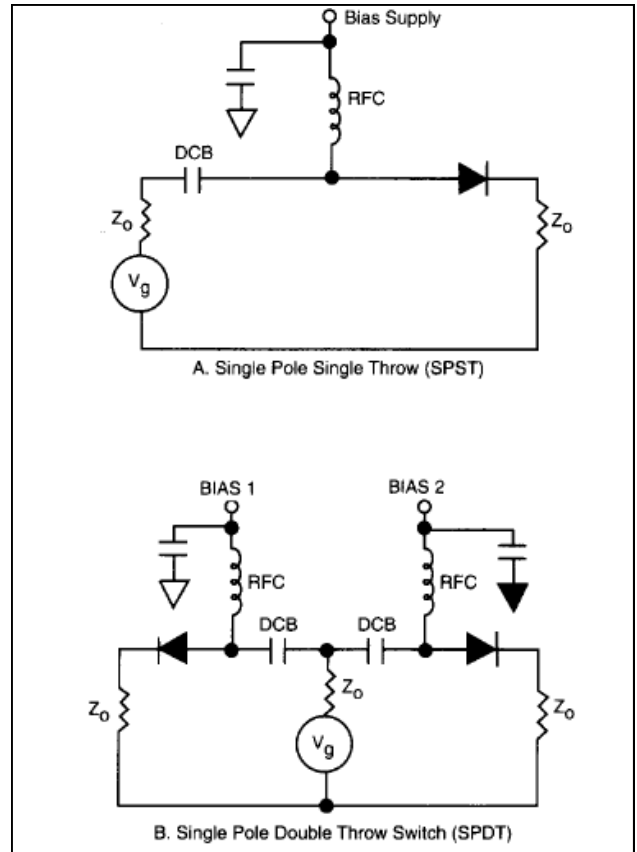 Bias Supply
RFC
DCB
Zo
Vg
Zo
A. Single Pole Single Throw (SPST)
BIAS 1
BIAS 2
RFC
RFC
DCB
DCB
Zo
Zo
Zo
Vg
B. Single Pole Double Throw Switch (SPDT)